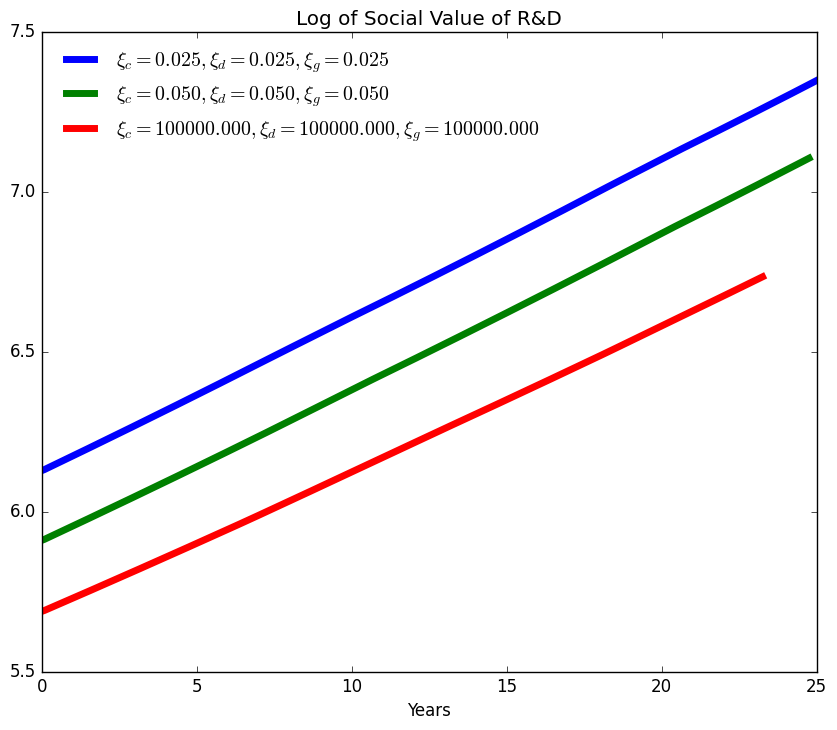 Log of Social Value of R&D
7.5
ξc = 0.025, ξd = 0.025, ξg = 0.025
ξc = 0.050, ξd = 0.050, ξg = 0.050
ξc = 100000.000, ξd = 100000.000, ξg = 100000.000
7.0
6.5
6.0
5.5
0 5 10 15 20 25
Years